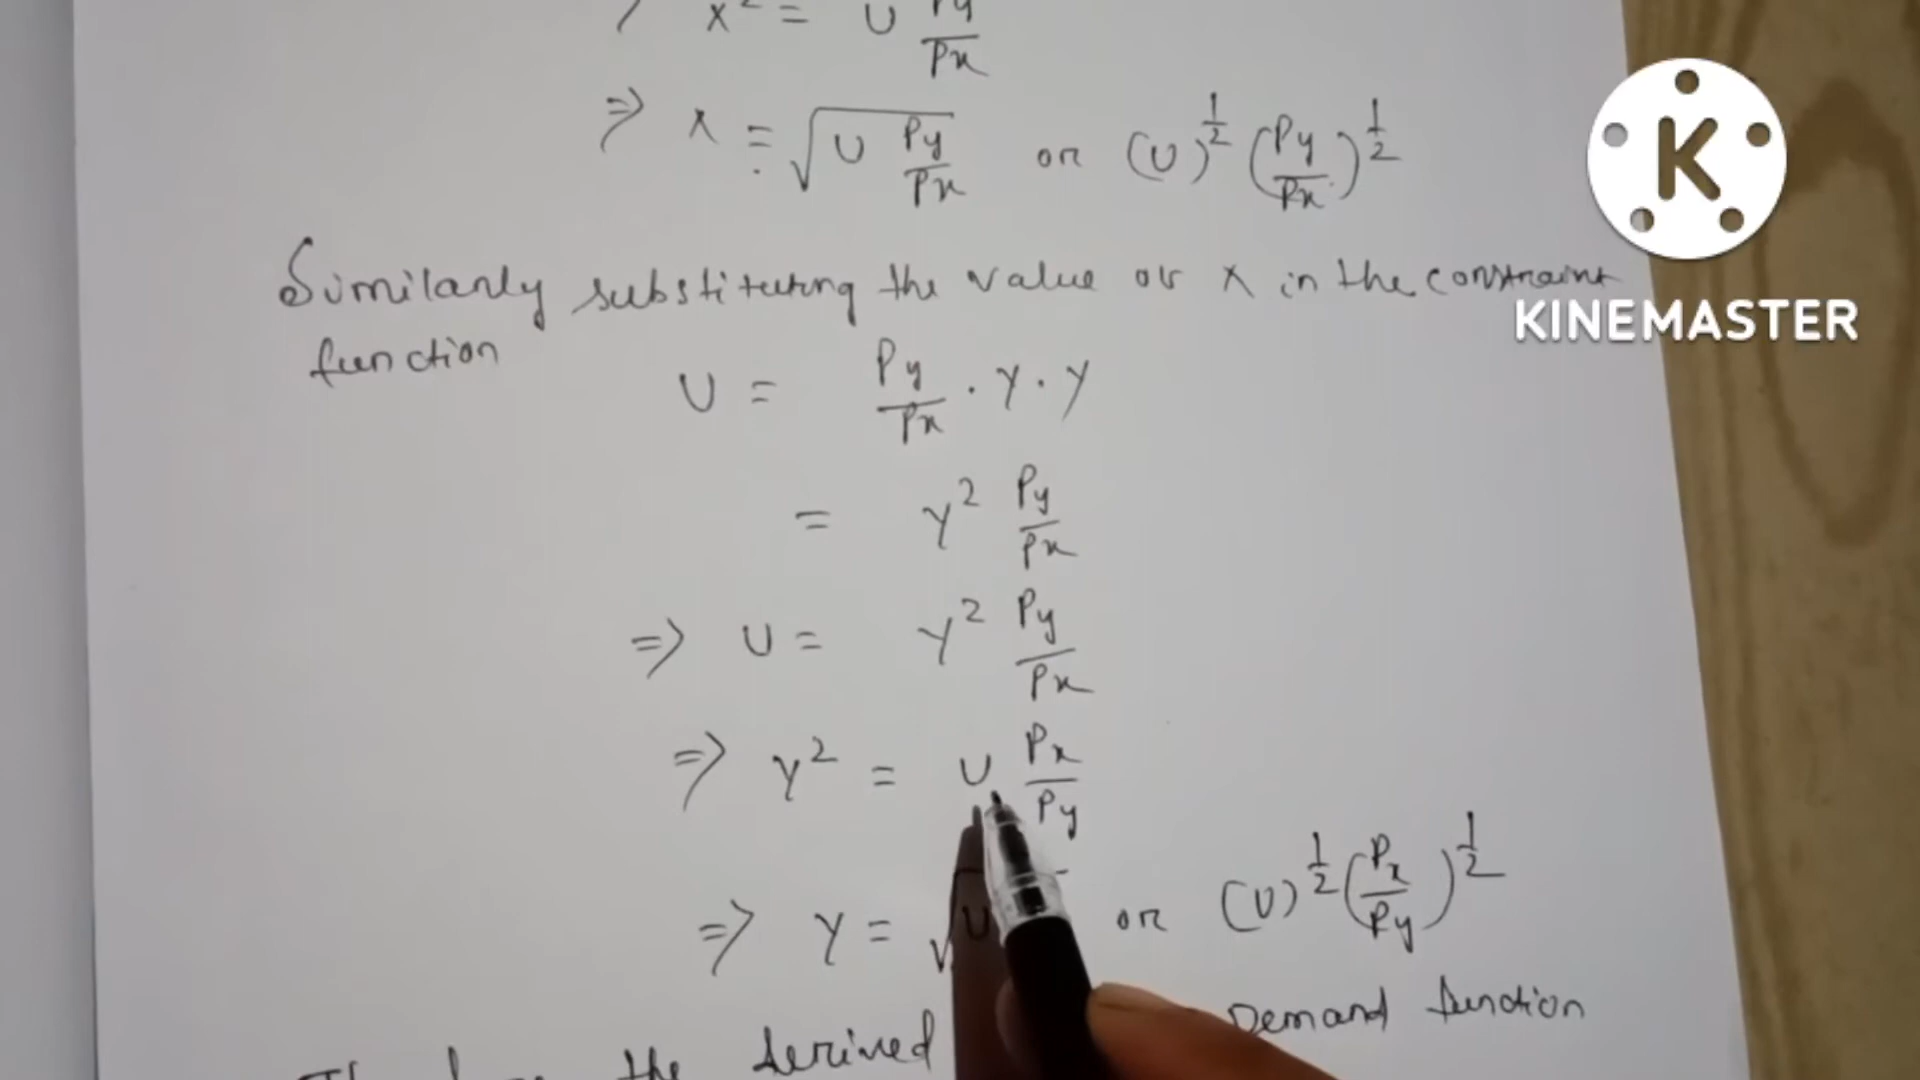 ⇒ x² = U Py/Px
⇒ x = √(U Py/Px) or (U)^1/2 (Py/Px)^1/2
Similarly substituting the value of x in the constraint
function
U = Py/Px · y · y
= y² Py/Px
⇒ U = y² Py/Px
⇒ y² = U Px/Py
⇒ y = √U or (U)^1/2 (Px/Py)^1/2
the derived Demand function
K
KINEMASTER